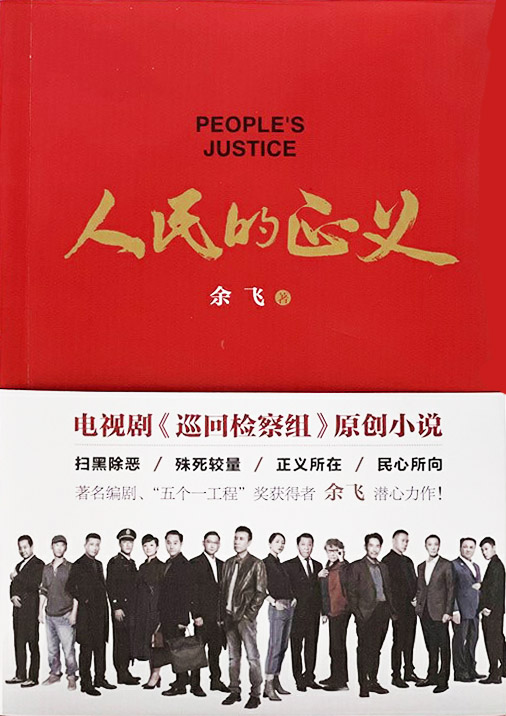 PEOPLE'S
JUSTICE
人民的正义
余飞 著
电视剧《巡回检察组》原创小说
扫黑除恶 / 殊死较量 / 正义所在 / 民心所向
著名编剧、“五个一工程”奖获得者 余飞 潜心力作!